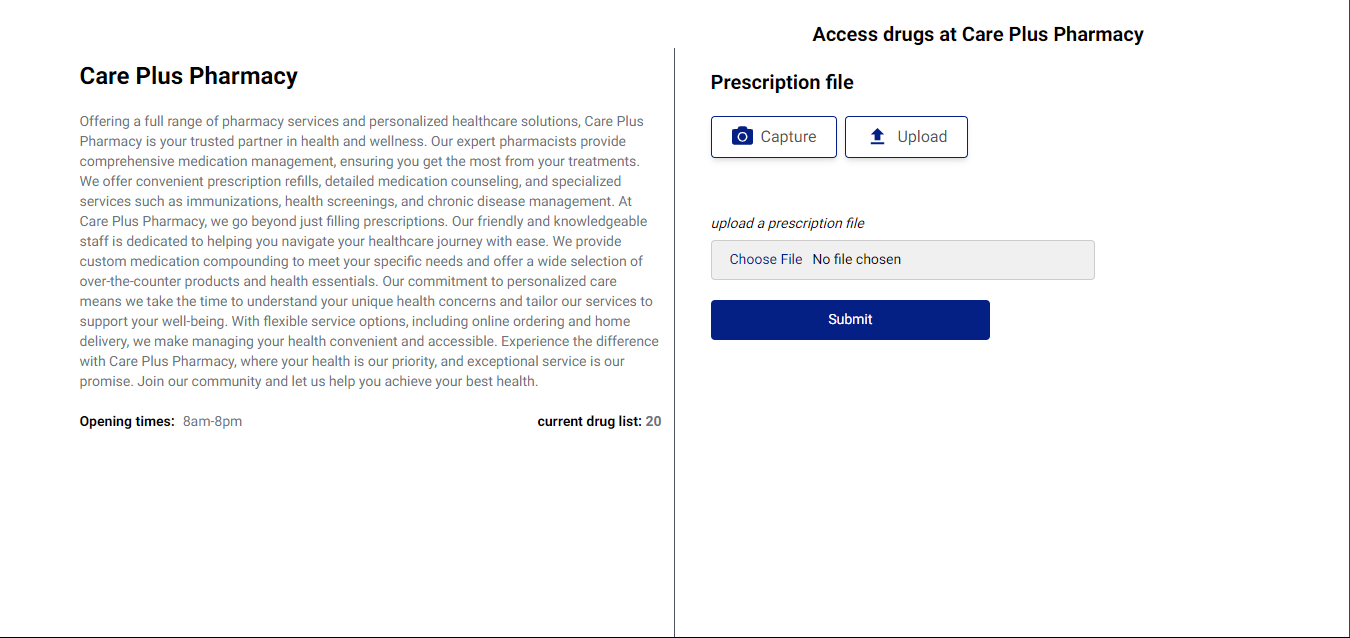 Access drugs at Care Plus Pharmacy
Care Plus Pharmacy
Offering a full range of pharmacy services and personalized healthcare solutions, Care Plus
Pharmacy is your trusted partner in health and wellness. Our expert pharmacists provide
comprehensive medication management, ensuring you get the most from your treatments.
We offer convenient prescription refills, detailed medication counseling, and specialized
services such as immunizations, health screenings, and chronic disease management. At
Care Plus Pharmacy, we go beyond just filling prescriptions. Our friendly and knowledgeable
staff is dedicated to helping you navigate your healthcare journey with ease. We provide
custom medication compounding to meet your specific needs and offer a wide selection of
over-the-counter products and health essentials. Our commitment to personalized care
means we take the time to understand your unique health concerns and tailor our services to
support your well-being. With flexible service options, including online ordering and home
delivery, we make managing your health convenient and accessible. Experience the difference
with Care Plus Pharmacy, where your health is our priority, and exceptional service is our
promise. Join our community and let us help you achieve your best health.
Opening times: 8am-8pm
current drug list: 20
Prescription file
Capture
Upload
upload a prescription file
Choose File No file chosen
Submit